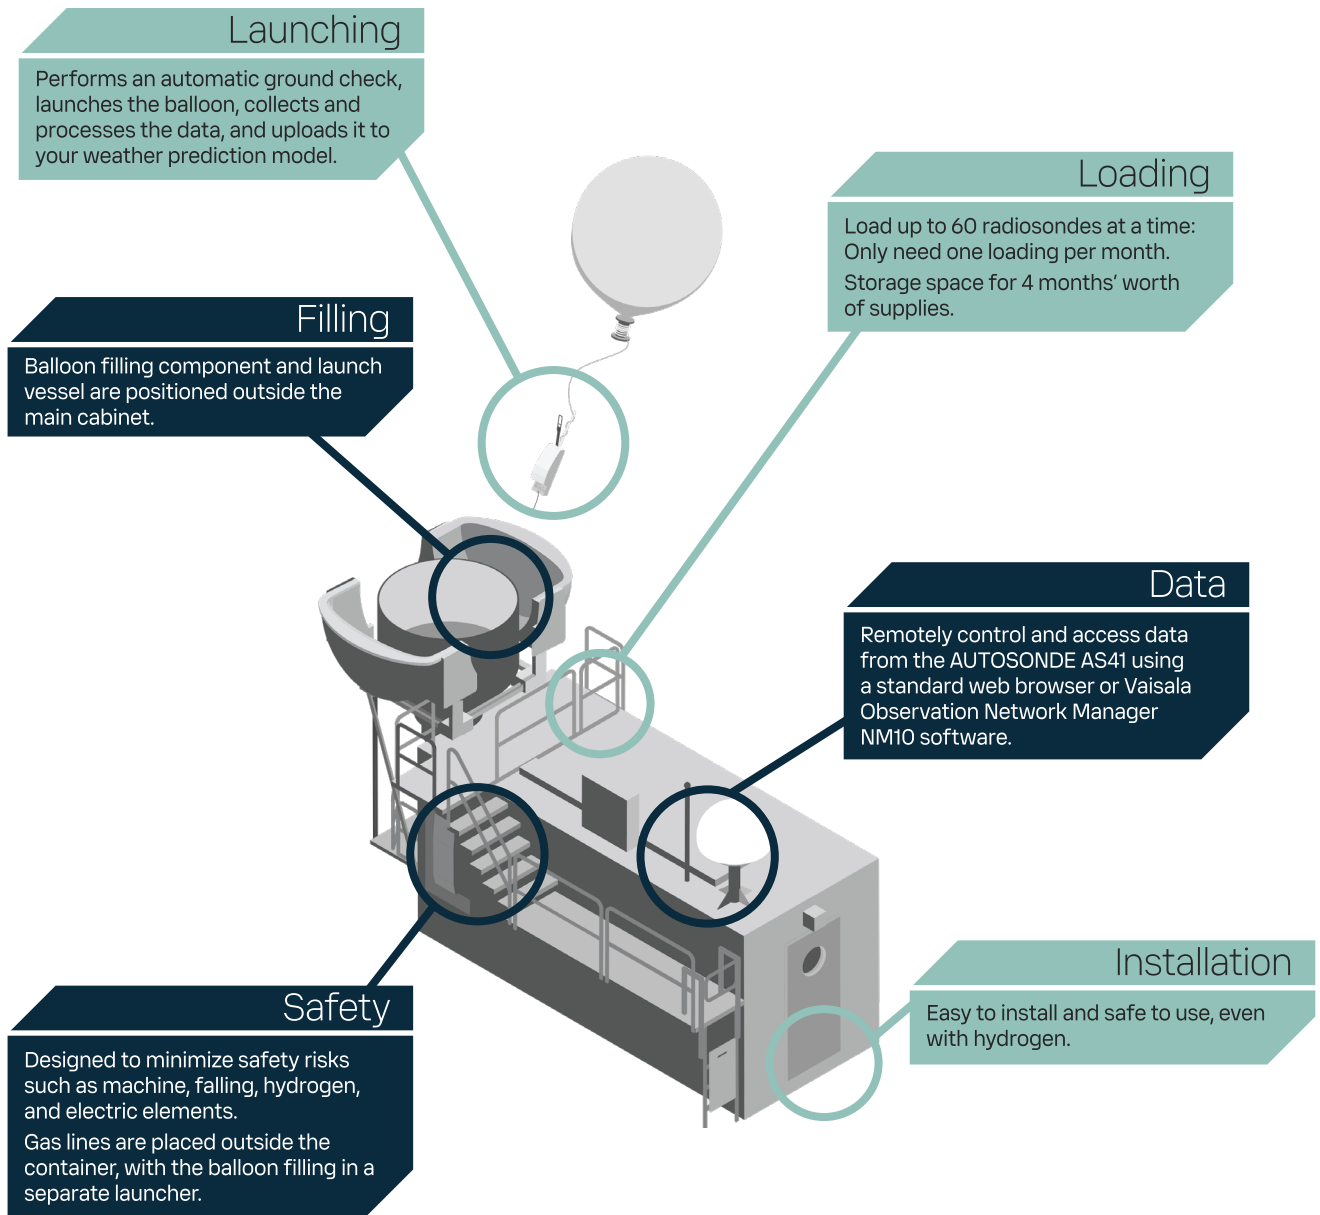 Launching
Performs an automatic ground check,
launches the balloon, collects and
processes the data, and uploads it to
your weather prediction model.
Loading
Load up to 60 radiosondes at a time:
Only need one loading per month.
Storage space for 4 months’ worth
of supplies.
Filling
Balloon filling component and launch
vessel are positioned outside the
main cabinet.
Data
Remotely control and access data
from the AUTOSONDE AS41 using
a standard web browser or Vaisala
Observation Network Manager
NM10 software.
Installation
Easy to install and safe to use, even
with hydrogen.
Safety
Designed to minimize safety risks
such as machine, falling, hydrogen,
and electric elements.
Gas lines are placed outside the
container, with the balloon filling in a
separate launcher.